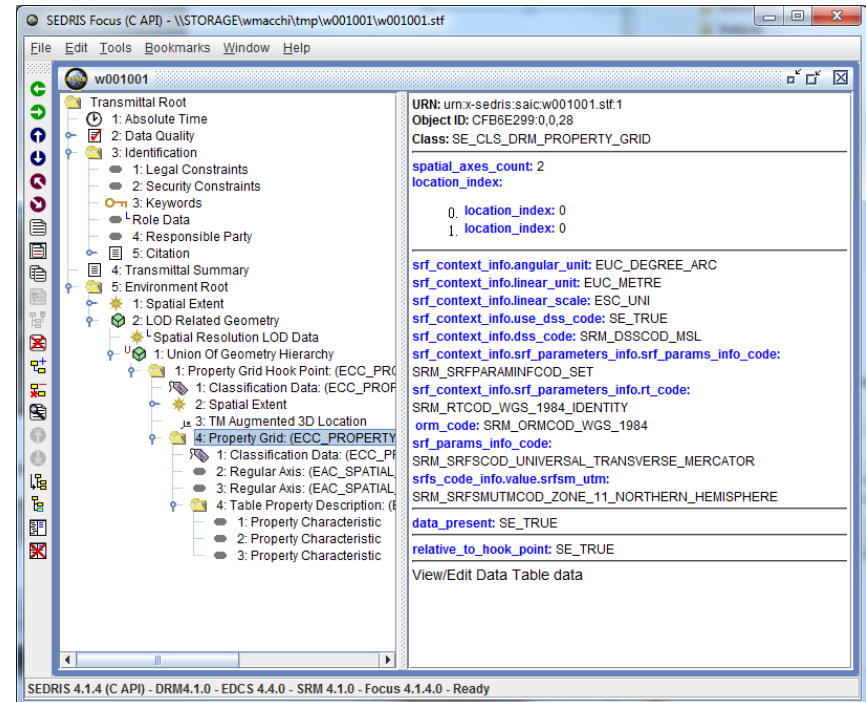 SEDRIS Focus (C API) - \\STORAGE\wmacchi\tmp\w001001\w001001.stf
File Edit Tools Bookmarks Window Help
w001001
Transmittal Root
1: Absolute Time
2: Data Quality
3: Identification
1: Legal Constraints
2: Security Constraints
3: Keywords
Role Data
4: Responsible Party
5: Citation
4: Transmittal Summary
5: Environment Root
1: Spatial Extent
2: LOD Related Geometry
Spatial Resolution LOD Data
U 1: Union Of Geometry Hierarchy
1: Property Grid Hook Point: (ECC_PRO
1: Classification Data: (ECC_PROF
2: Spatial Extent
3: TM Augmented 3D Location
4: Property Grid: (ECC_PROPERTY
1: Classification Data: (ECC_PF
2: Regular Axis: (EAC_SPATIAL_
3: Regular Axis: (EAC_SPATIAL_
4: Table Property Description: (E
1: Property Characteristic
2: Property Characteristic
3: Property Characteristic
URN: urn:x-sedris:saic:w001001.stf:1
Object ID: CFB6E299:0,0,28
Class: SE_CLS_DRM_PROPERTY_GRID
spatial_axes_count: 2
location_index:
0. location_index: 0
1. location_index: 0
srf_context_info.angular_unit: EUC_DEGREE_ARC
srf_context_info.linear_unit: EUC_METRE
srf_context_info.linear_scale: ESC_UNI
srf_context_info.use_dss_code: SE_TRUE
srf_context_info.dss_code: SRM_DSSCOD_MSL
srf_context_info.srf_parameters_info.srf_params_info_code:
SRM_SRFPARAMINFCOD_SET
srf_context_info.srf_parameters_info.rt_code:
SRM_RTCOD_WGS_1984_IDENTITY
orm_code: SRM_ORMCOD_WGS_1984
srf_params_info_code:
SRM_SRFSCOD_UNIVERSAL_TRANSVERSE_MERCATOR
srfs_code_info.value.srfsm_utm:
SRM_SRFSMUTMCOD_ZONE_11_NORTHERN_HEMISPHERE
data_present: SE_TRUE
relative_to_hook_point: SE_TRUE
View/Edit Data Table data
SEDRIS 4.1.4 (C API) - DRM4.1.0 - EDCS 4.4.0 - SRM 4.1.0 - Focus 4.1.4.0 - Ready